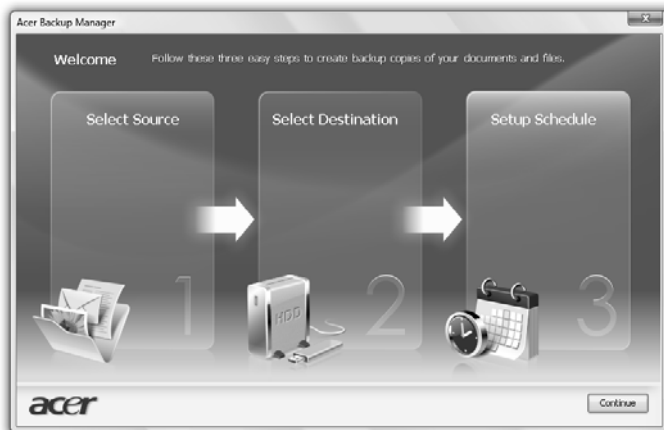 Acer Backup Manager
Welcome
Follow these three easy steps to create backup copies of your documents and files.
Select Source
Select Destination
Setup Schedule
1
HDD
2
3
acer
Continue